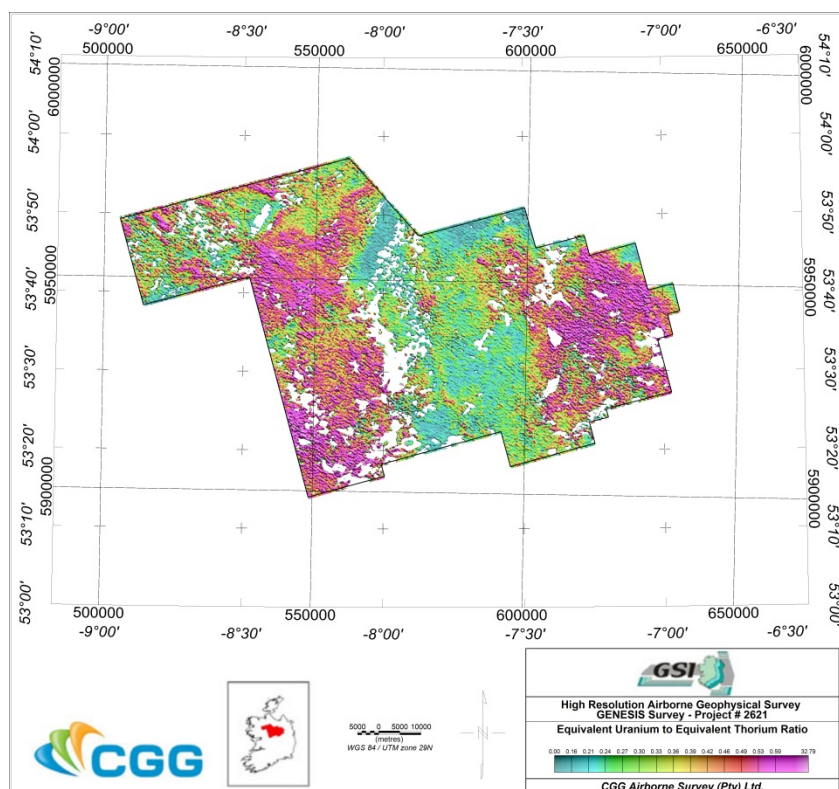 -9°00' -8°30' -8°00' -7°30' -7°00' -6°30'
500000 550000 600000 650000
54°10' 54°10'
6000000 6000000
54°00' 54°00'
53°50' 53°50'
5950000 5950000
53°40' 53°40'
53°30' 53°30'
53°20' 53°20'
5900000 5900000
53°10' 53°10'
53°00' 53°00'
500000 550000 600000 650000
-9°00' -8°30' -8°00' -7°30' -7°00' -6°30'
CGG
5000 0 5000 10000
(metres)
WGS 84 / UTM zone 29N
N
GSI
High Resolution Airborne Geophysical Survey
GENESIS Survey - Project # 2621
Equivalent Uranium to Equivalent Thorium Ratio
0.00 0.16 0.21 0.24 0.27 0.30 0.33 0.36 0.39 0.42 0.46 0.49 0.53 0.59 32.79
CGG Airborne Survey (Pty) Ltd.